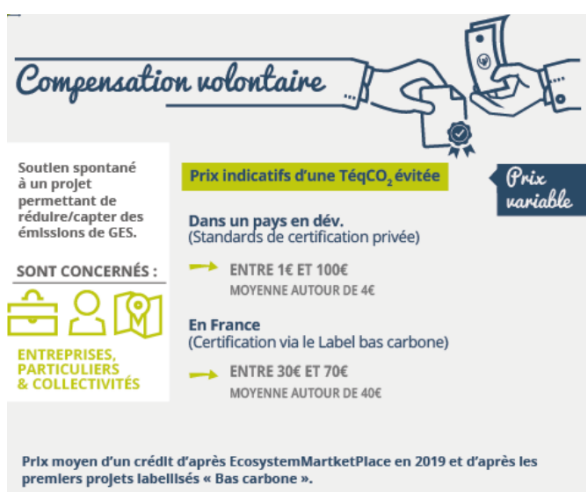 Compensation volontaire
Soutien spontané
à un projet
permettant de
réduire/capter des
émissions de GES.
SONT CONCERNÉS :
ENTREPRISES,
PARTICULIERS
& COLLECTIVITÉS
Prix indicatifs d'une TéqCO₂ évitée
Prix
variable
Dans un pays en dév.
(Standards de certification privée)
ENTRE 1€ ET 100€
MOYENNE AUTOUR DE 4€
En France
(Certification via le Label bas carbone)
ENTRE 30€ ET 70€
MOYENNE AUTOUR DE 40€
Prix moyen d'un crédit d'après EcosystemMartketPlace en 2019 et d'après les
premiers projets labellisés « Bas carbone ».